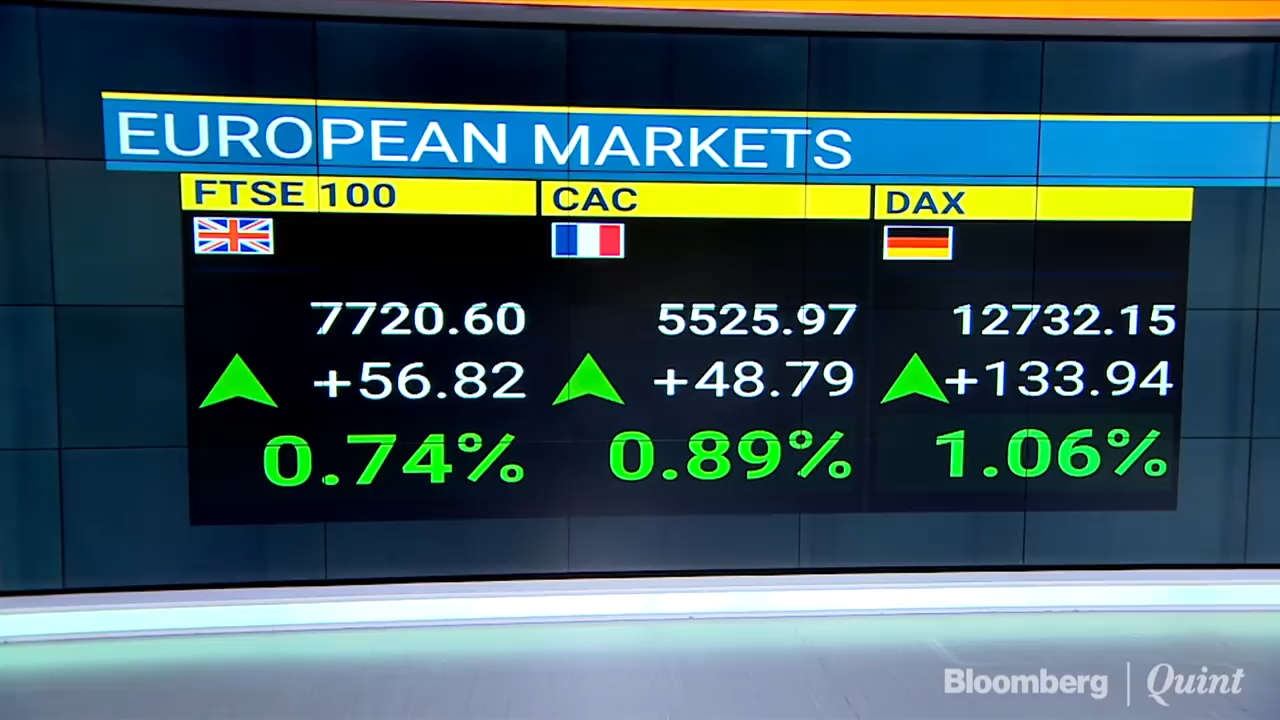 EUROPEAN MARKETS
FTSE 100
CAC
DAX
7720.60
5525.97
12732.15
+56.82
+48.79
+133.94
0.74%
0.89%
1.06%
Bloomberg | Quint